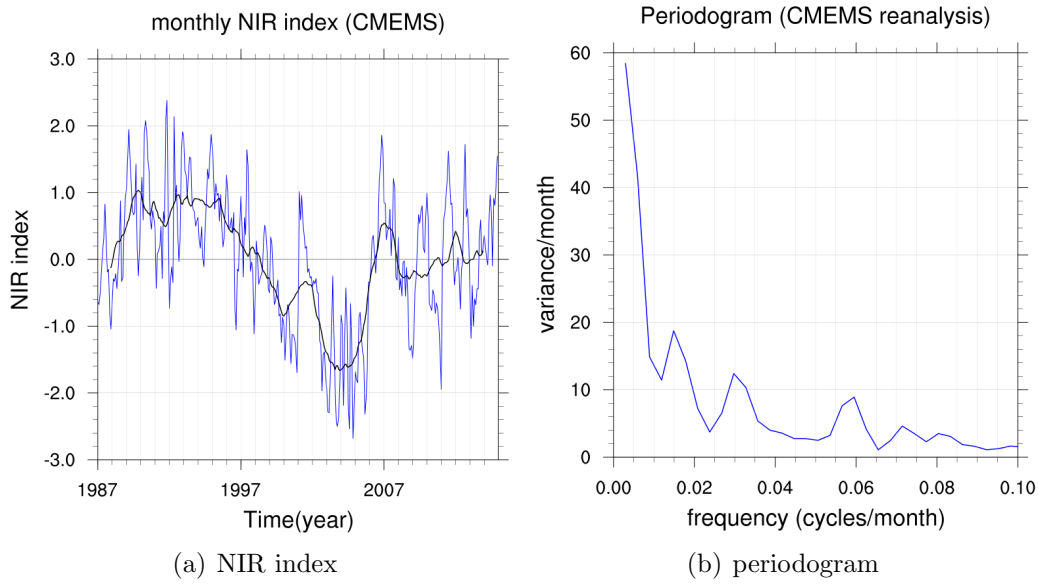 monthly NIR index (CMEMS)
3.0
2.0
1.0
0.0
-1.0
-2.0
-3.0
NIR index
1987 1997 2007
Time(year)
(a) NIR index
Periodogram (CMEMS reanalysis)
60
50
40
30
20
10
0
variance/month
0.00 0.02 0.04 0.06 0.08 0.10
frequency (cycles/month)
(b) periodogram